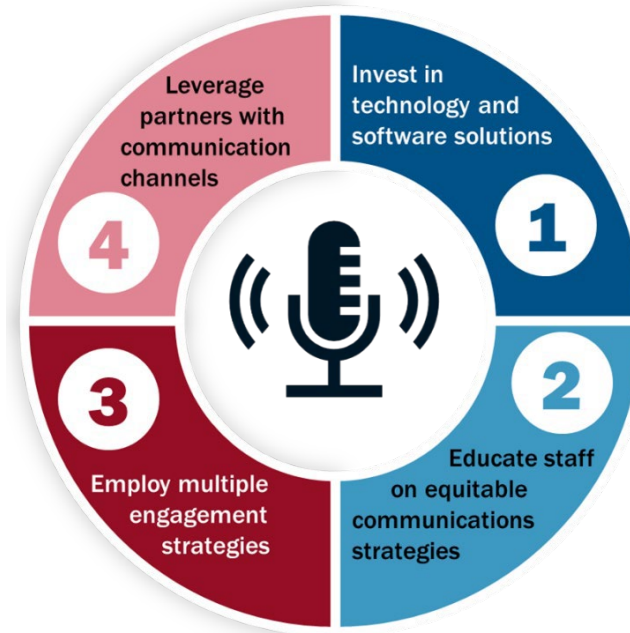 Invest in
technology and
software solutions
1
2
Educate staff
on equitable
communications
strategies
3
Employ multiple
engagement
strategies
Leverage
partners with
communication
channels
4